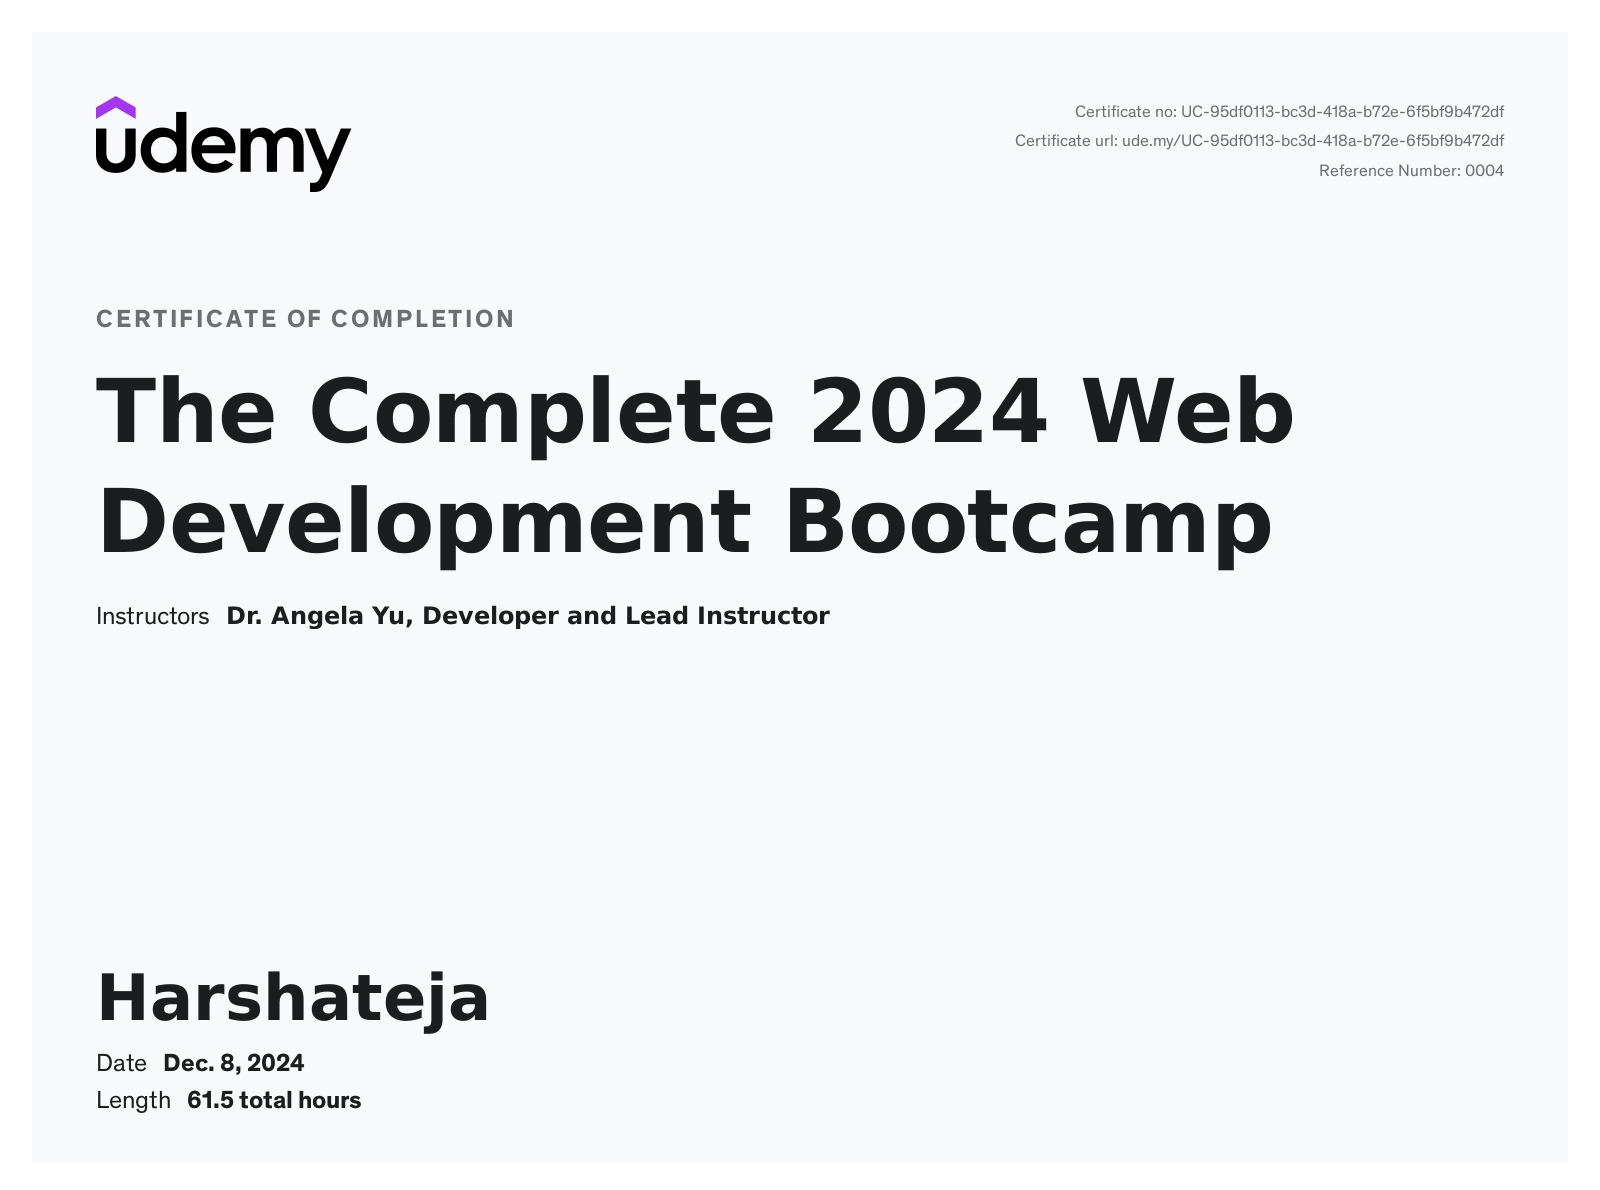 udemy
Certificate no: UC-95df0113-bc3d-418a-b72e-6f5bf9b472df
Certificate url: ude.my/UC-95df0113-bc3d-418a-b72e-6f5bf9b472df
Reference Number: 0004
CERTIFICATE OF COMPLETION
The Complete 2024 Web
Development Bootcamp
Instructors Dr. Angela Yu, Developer and Lead Instructor
Harshateja
Date Dec. 8, 2024
Length 61.5 total hours